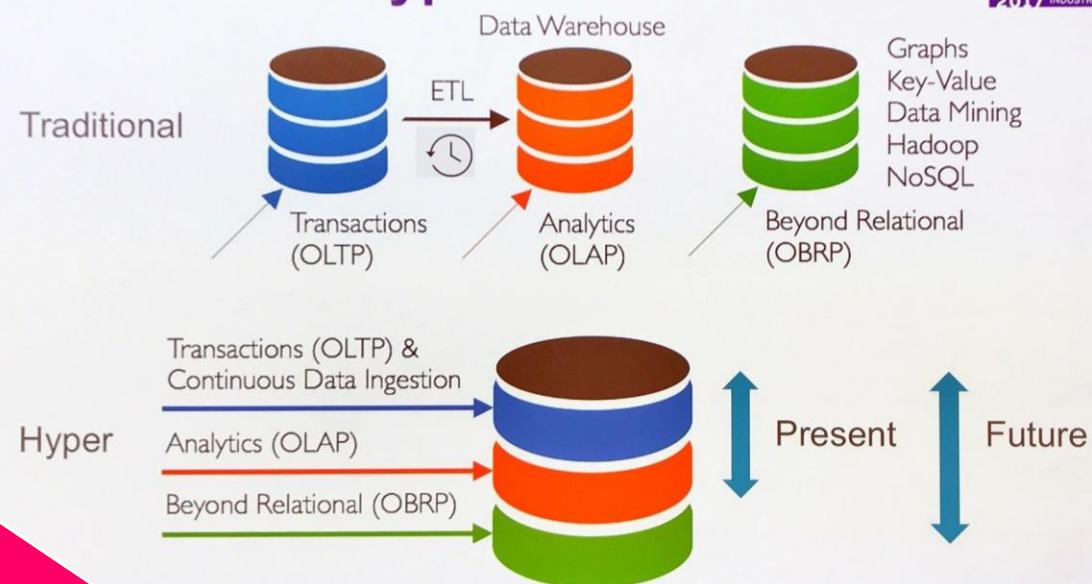 Data Warehouse
Traditional
ETL
Graphs
Key-Value
Data Mining
Hadoop
NoSQL
Transactions
(OLTP)
Analytics
(OLAP)
Beyond Relational
(OBRP)
Hyper
Transactions (OLTP) &
Continuous Data Ingestion
Analytics (OLAP)
Beyond Relational (OBRP)
Present
Future